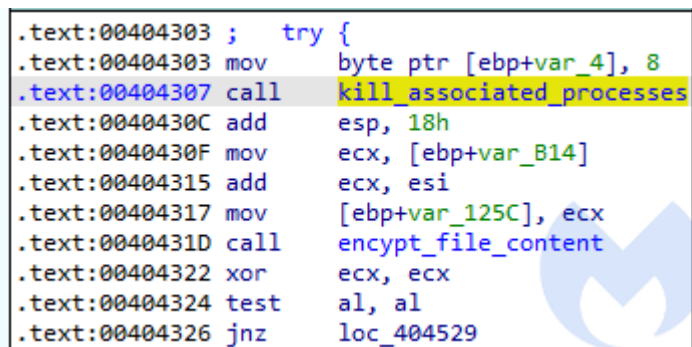 .text:00404303 ;   try {
.text:00404303 mov     byte ptr [ebp+var_4], 8
.text:00404307 call    kill_associated_processes
.text:0040430C add     esp, 18h
.text:0040430F mov     ecx, [ebp+var_B14]
.text:00404315 add     ecx, esi
.text:00404317 mov     [ebp+var_125C], ecx
.text:0040431D call    encypt_file_content
.text:00404322 xor     ecx, ecx
.text:00404324 test    al, al
.text:00404326 jnz     loc_404529